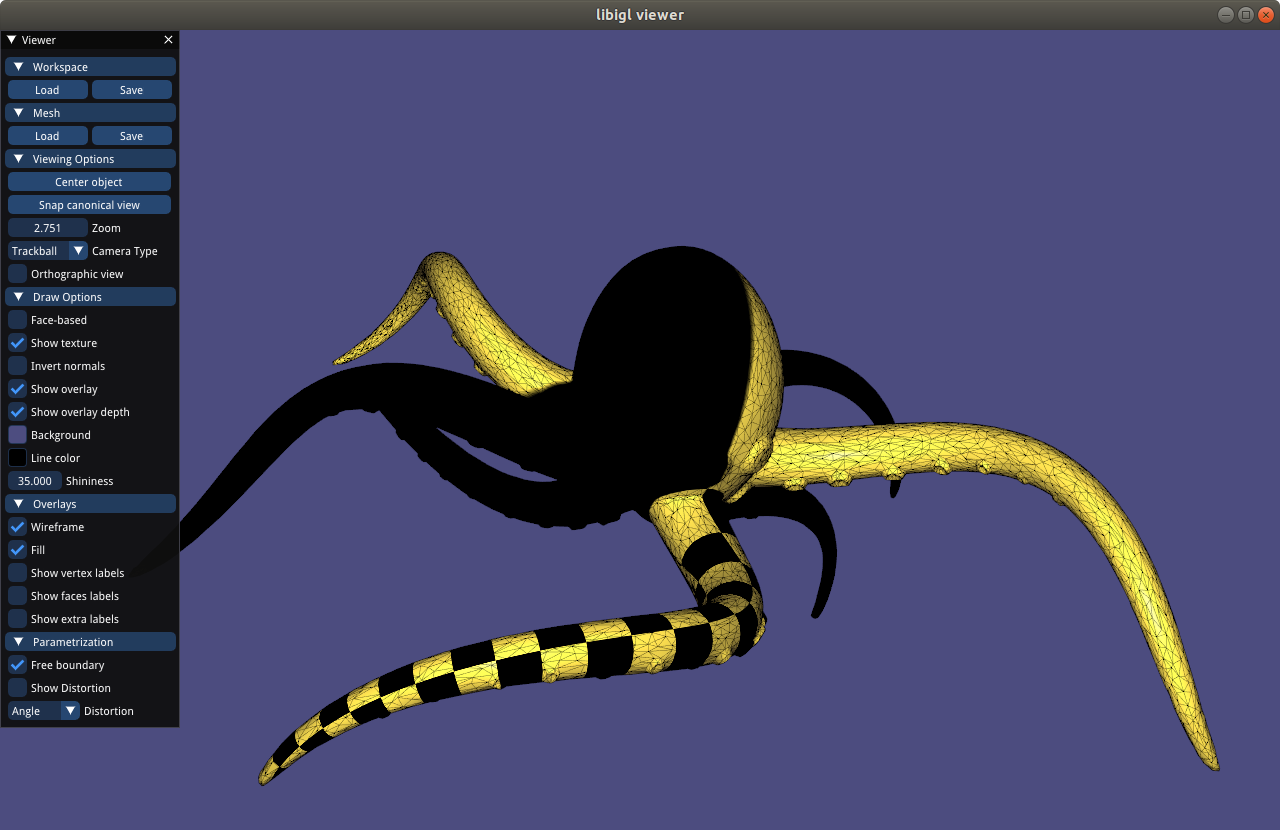 libigl viewer
Viewer
Workspace
Load Save
Mesh
Load Save
Viewing Options
Center object
Snap canonical view
2.751 Zoom
Trackball Camera Type
Orthographic view
Draw Options
Face-based
Show texture
Invert normals
Show overlay
Show overlay depth
Background
Line color
35.000 Shininess
Overlays
Wireframe
Fill
Show vertex labels
Show faces labels
Show extra labels
Parametrization
Free boundary
Show Distortion
Angle Distortion